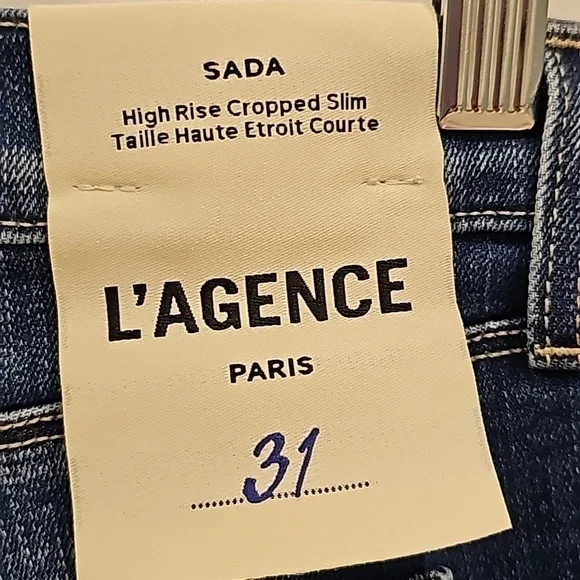 SADA
High Rise Cropped Slim
Taille Haute Etroit Courte
L'AGENCE
PARIS
31